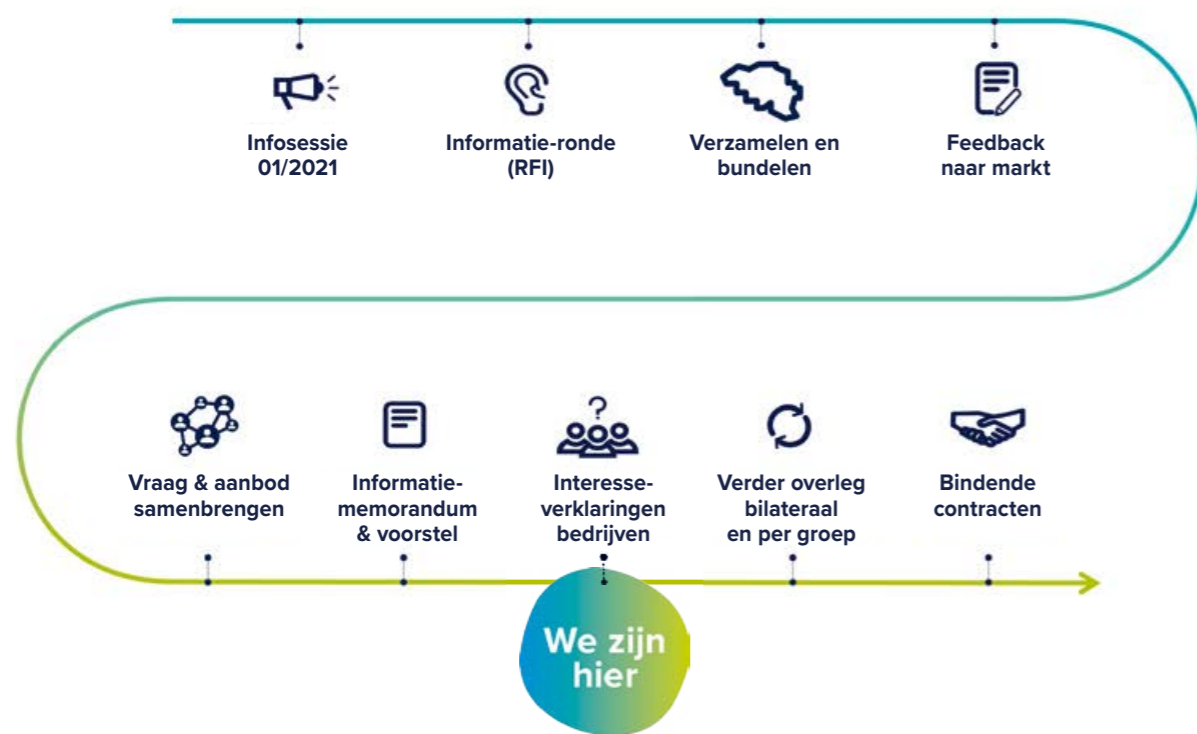 Infosessie
01/2021
Informatie-ronde
(RFI)
Verzamelen en
bundelen
Feedback
naar markt
Vraag & aanbod
samenbrengen
Informatie-
memorandum
& voorstel
?
Interesse-
verklaringen
bedrijven
Verder overleg
bilateraal
en per groep
Bindende
contracten
We zijn
hier